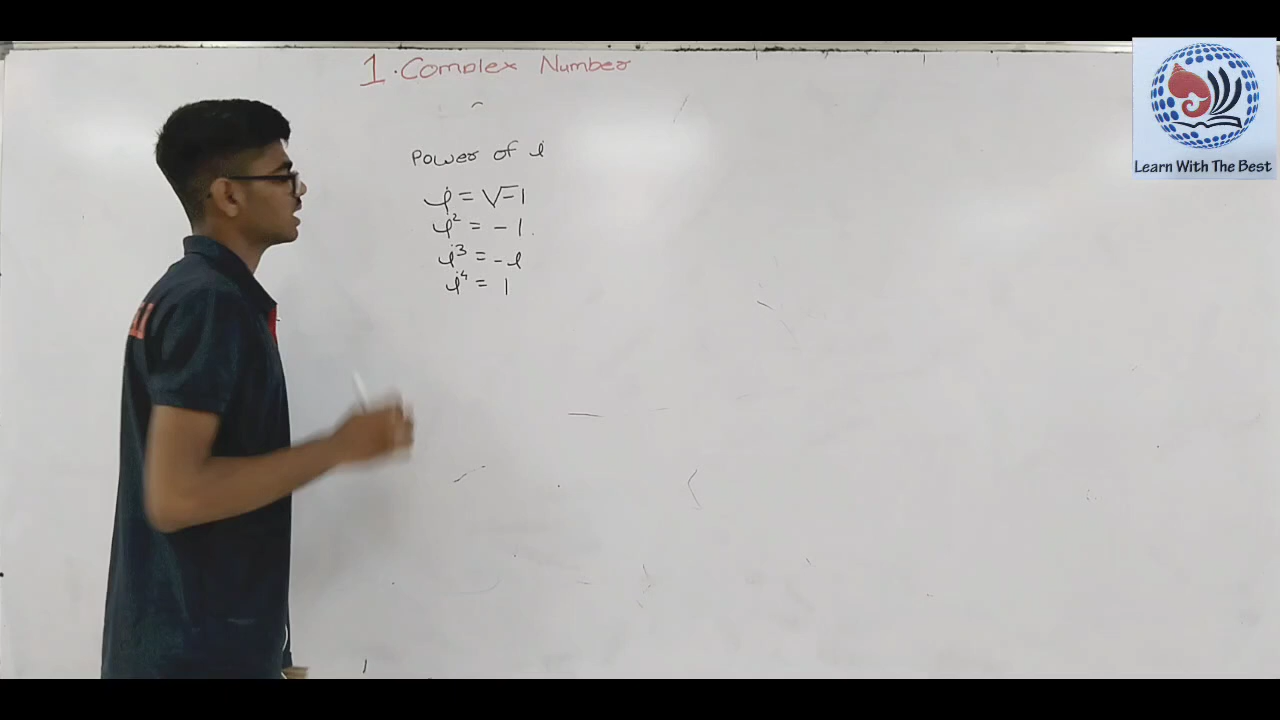 1. Complex Number
Power of i
i = √-1
i² = -1.
i³ = -i
i⁴ = 1
Learn With The Best